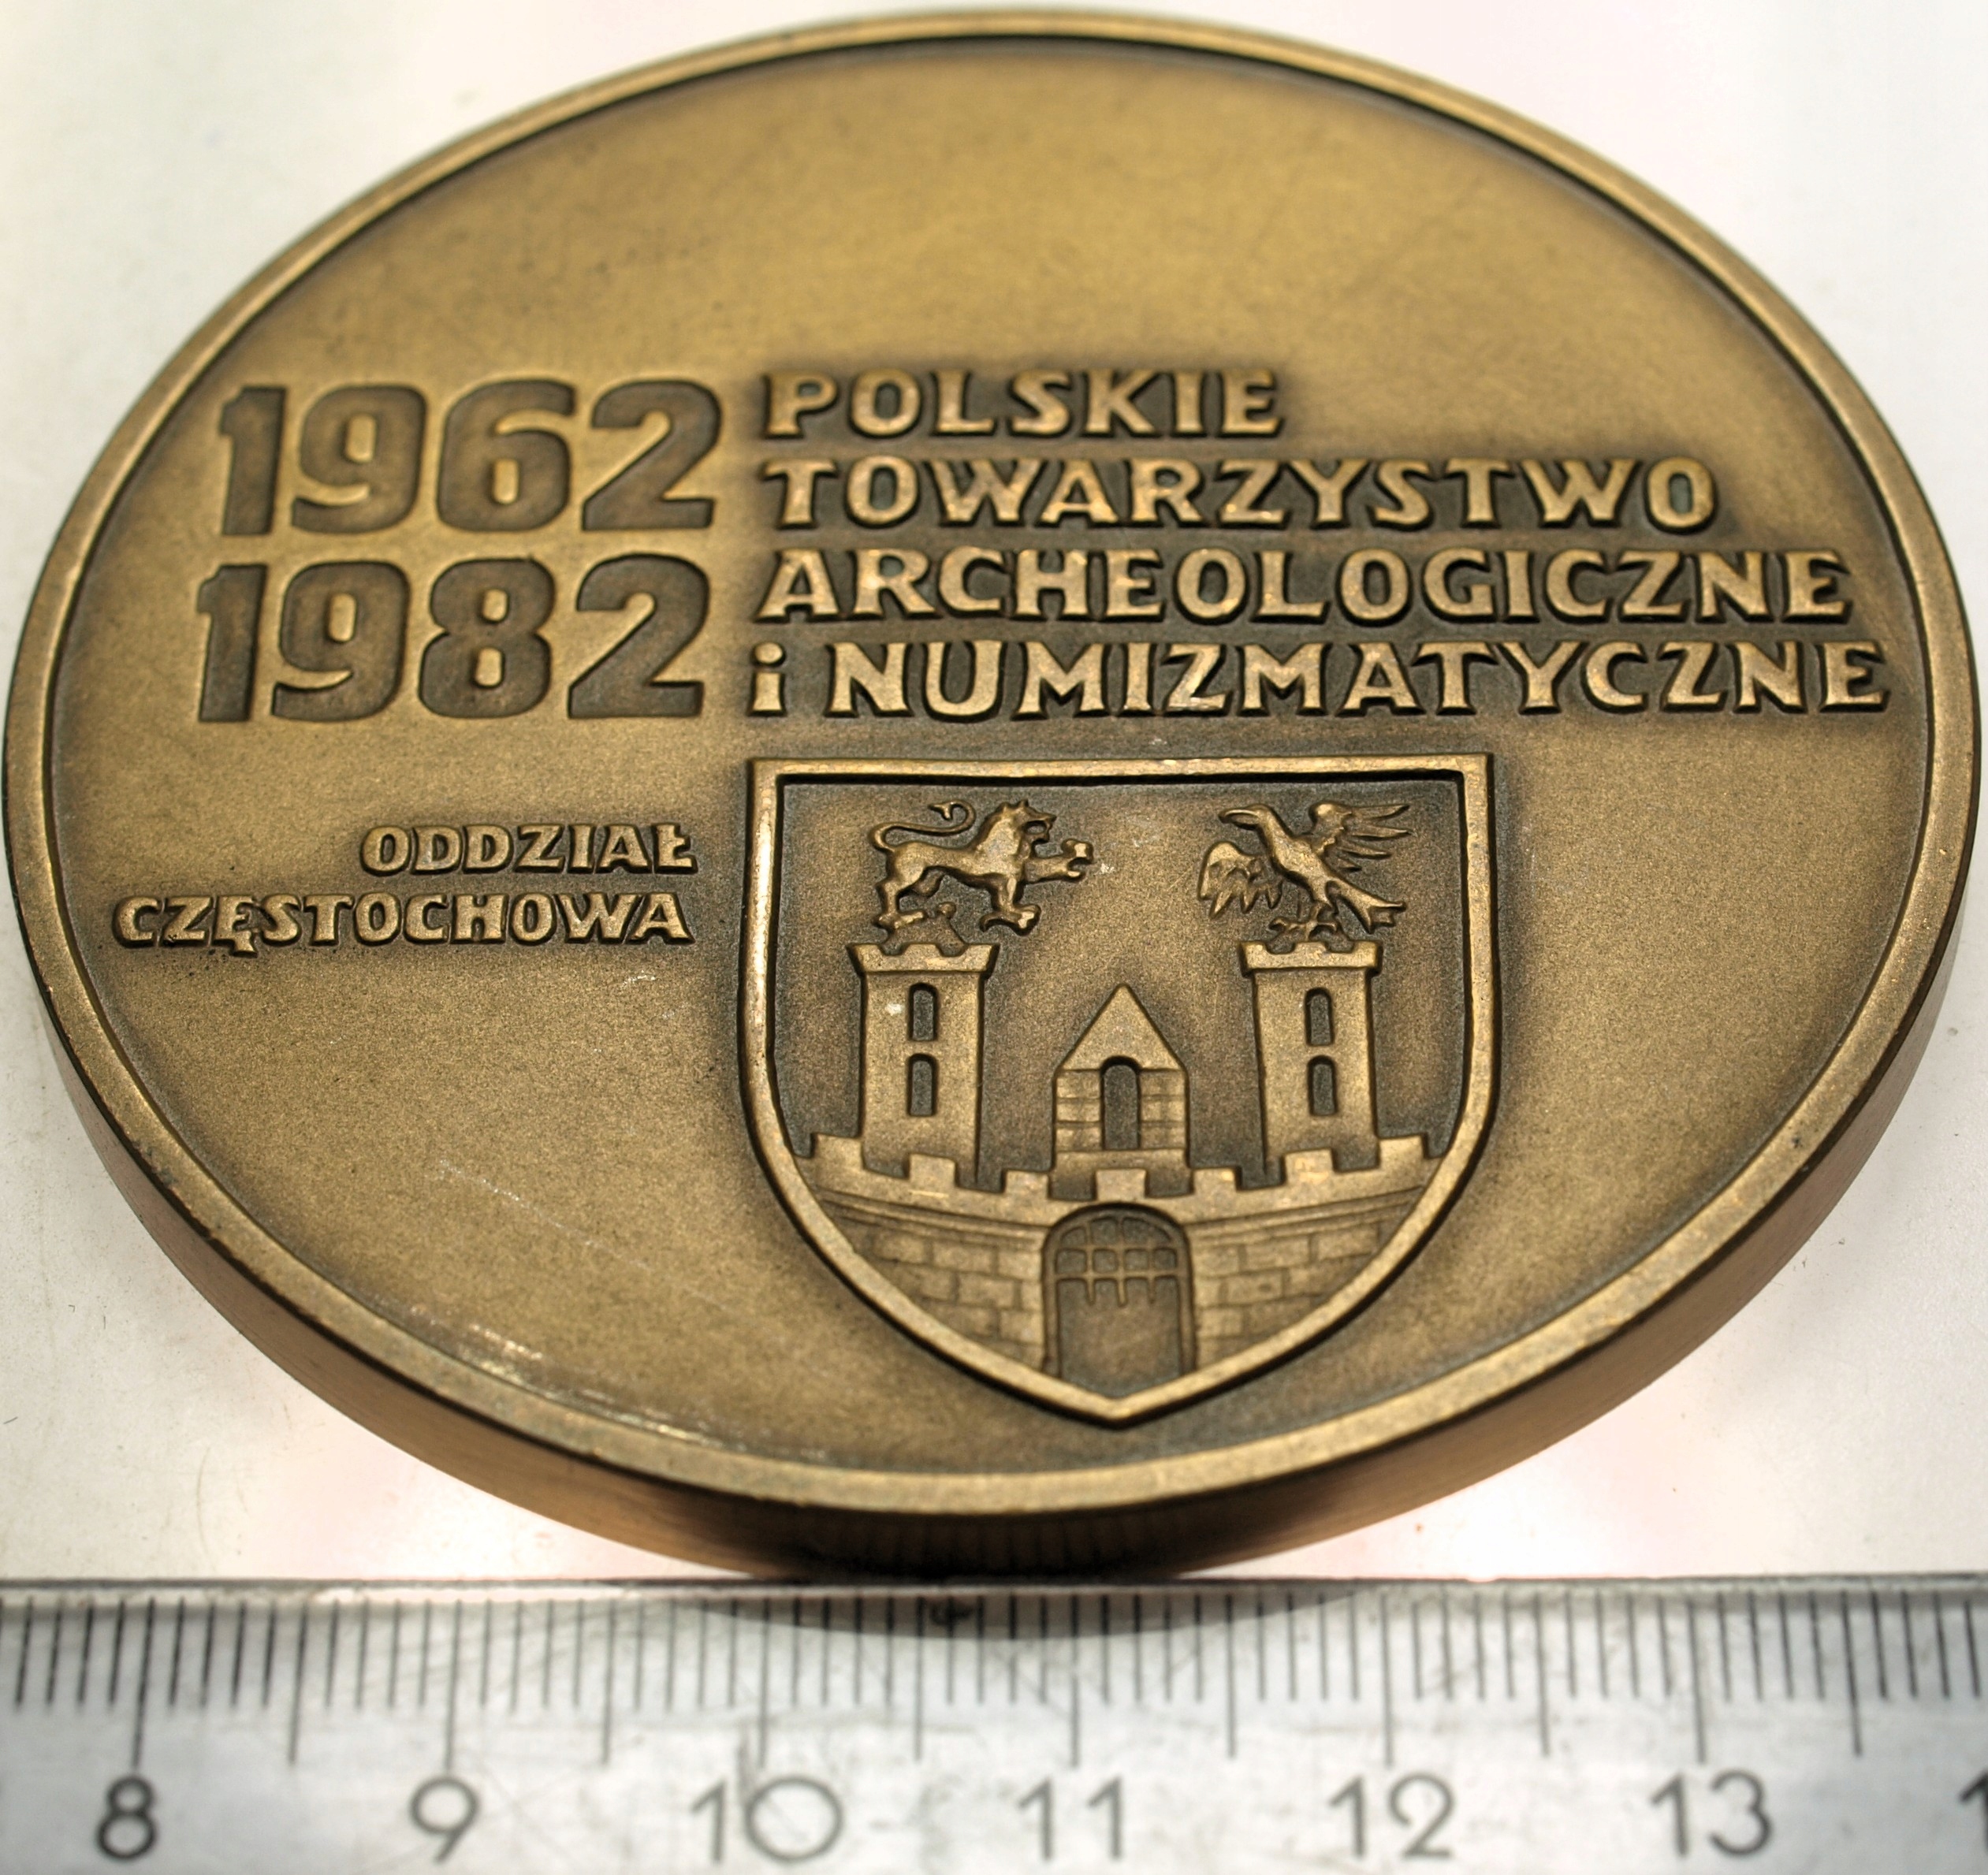 1962 POLSKIE
TOWARZYSTWO
1982 ARCHEOLOGICZNE
i NUMIZMATYCZNE
ODDZIAŁ
CZĘSTOCHOWA
8 9 10 11 12 13